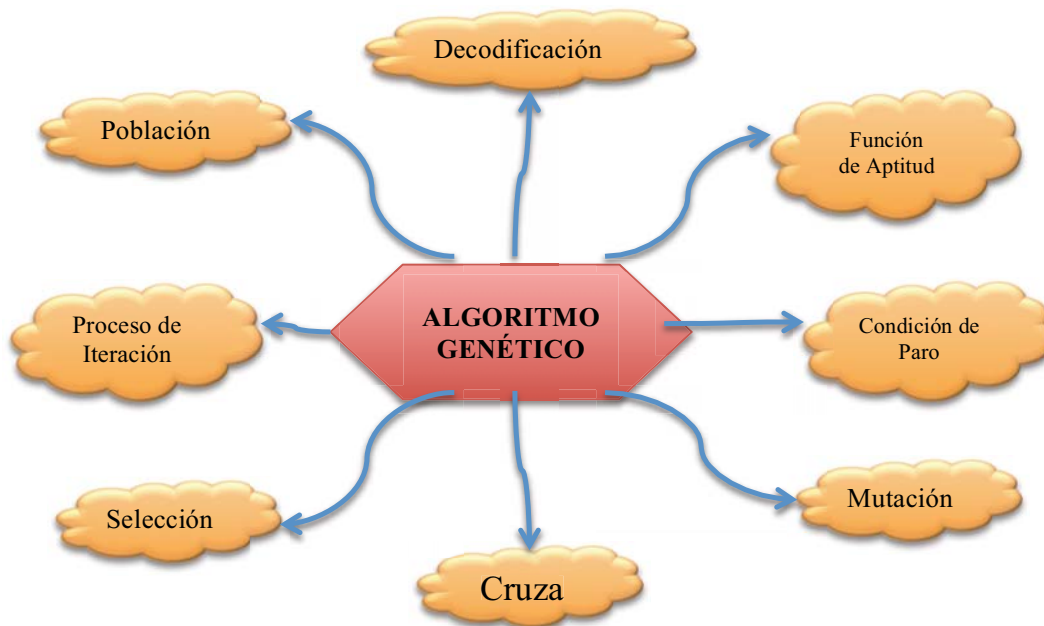 Decodificación
Población
Función
de Aptitud
ALGORITMO
GENÉTICO
Proceso de
Iteración
Condición de
Paro
Selección
Mutación
Cruza